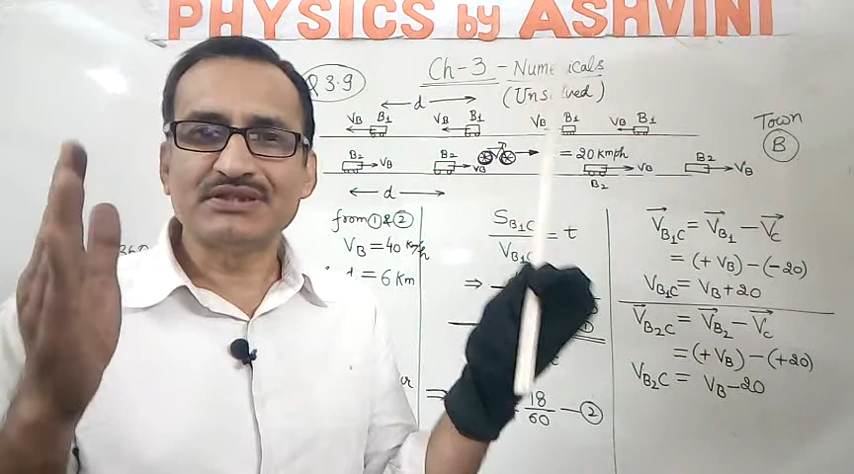 PHYSICS by ASHVINI
Q 3.9
Ch-3 - Numericals
(Unsolved)
d
VB B1 VB B1 VB B1 VB B1
Town
B
B2 VB B2 VB = 20 kmph B2 VB B2 VB
d
from ① & ②
VB = 40 km/h
d = 6 Km
SB1C
VB1C
= t
⇒
⇒
18
60
— ②
VB1C = VB1 - VC
= (+VB) - (-20)
VB1C = VB + 20
VB2C = VB2 - VC
= (+VB) - (+20)
VB2C = VB - 20